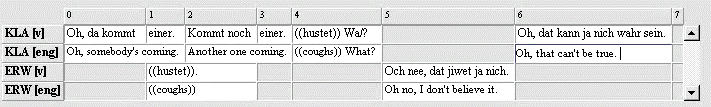 0 1 2 3 4 5 6 7
KLA [v] Oh, da kommt einer. Kommt noch einer. ((hustet)) Wa/? Oh, dat kann ja nich wahr sein.
KLA [eng] Oh, somebody's coming. Another one coming. ((coughs)) What? Oh, that can't be true.
ERW [v] ((hustet)). Och nee, dat jiwet ja nich.
ERW [eng] ((coughs)) Oh no, I don't believe it.